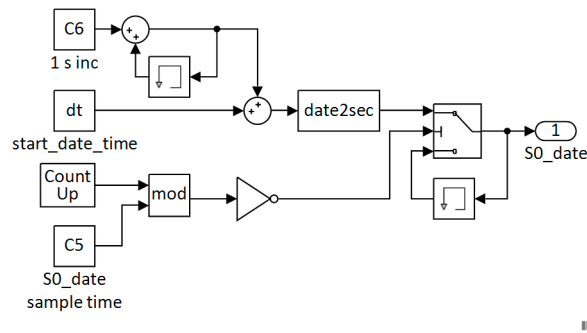 C6
1 s inc
dt
start_date_time
date2sec
1
S0_date
Count
Up
mod
C5
S0_date
sample time